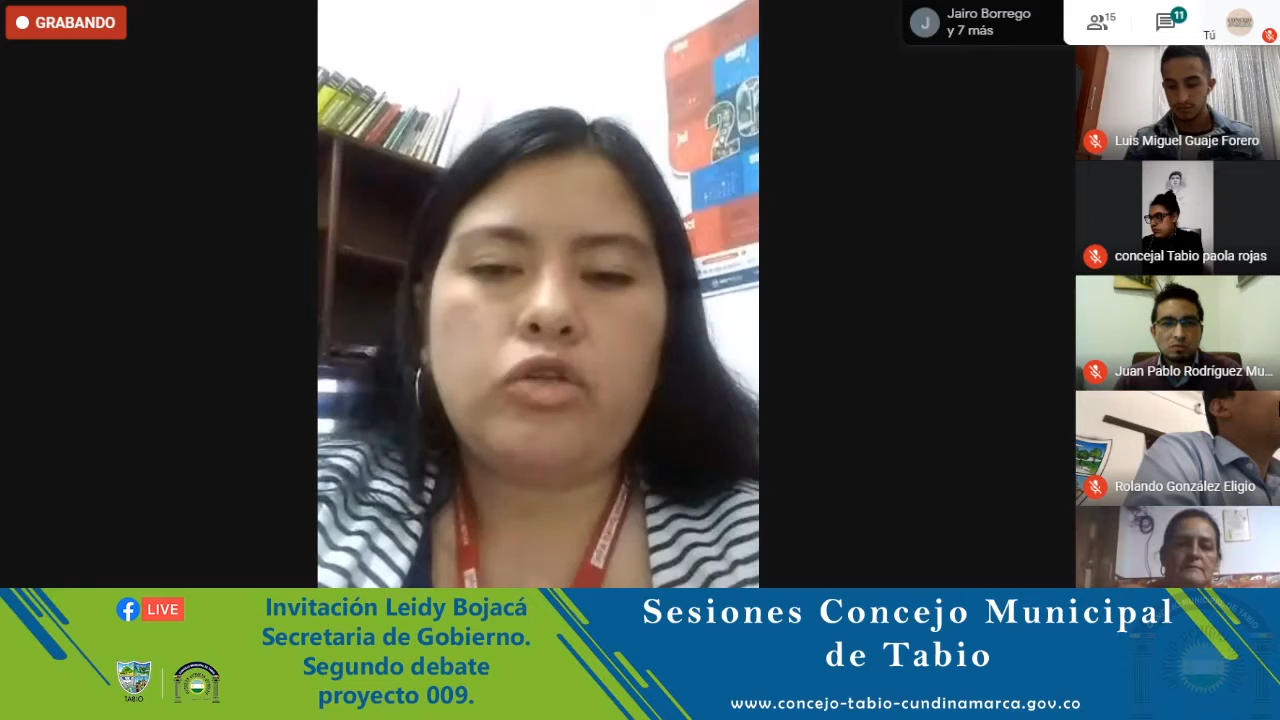 GRABANDO
Jairo Borrego
y 7 más
15
11
Tú
Luis Miguel Guaje Forero
concejal Tabio paola rojas
Juan Pablo Rodríguez Mu...
Rolando González Eligio
LIVE
TABIO
Invitación Leidy Bojacá
Secretaria de Gobierno.
Segundo debate
proyecto 009.
Sesiones Concejo Municipal
de Tabio
www.concejo-tabio-cundinamarca.gov.co